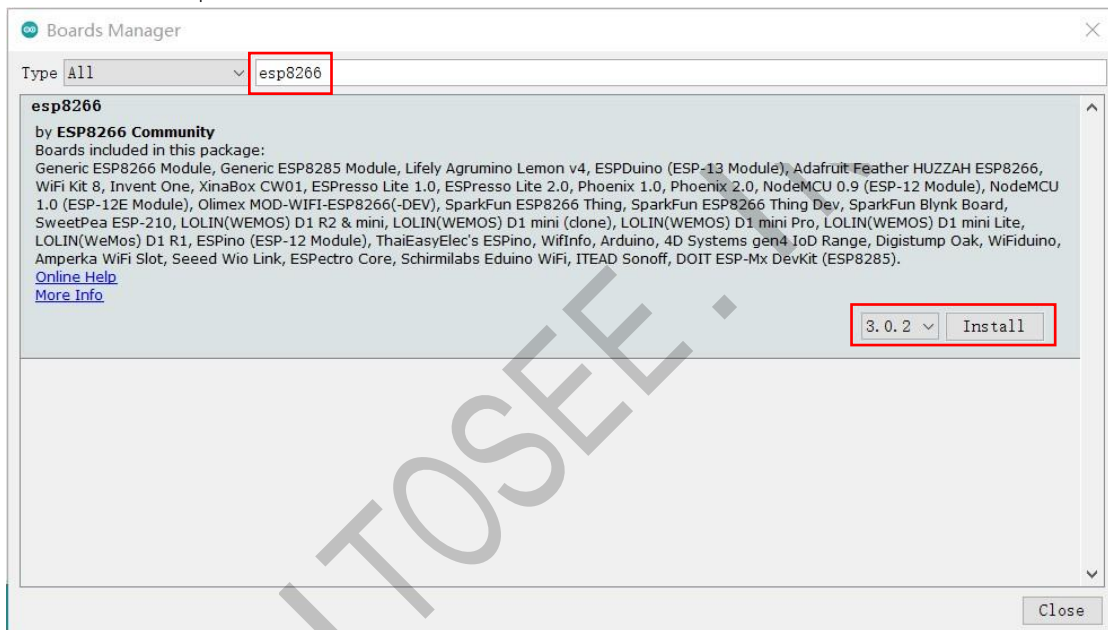 Boards Manager
Type All esp8266
esp8266
by ESP8266 Community
Boards included in this package:
Generic ESP8266 Module, Generic ESP8285 Module, Lifely Agrumino Lemon v4, ESPDuino (ESP-13 Module), Adafruit Feather HUZZAH ESP8266,
WiFi Kit 8, Invent One, XinaBox CW01, ESPresso Lite 1.0, ESPresso Lite 2.0, Phoenix 1.0, Phoenix 2.0, NodeMCU 0.9 (ESP-12 Module), NodeMCU
1.0 (ESP-12E Module), Olimex MOD-WIFI-ESP8266(-DEV), SparkFun ESP8266 Thing, SparkFun ESP8266 Thing Dev, SparkFun Blynk Board,
SweetPea ESP-210, LOLIN(WEMOS) D1 R2 & mini, LOLIN(WEMOS) D1 mini (clone), LOLIN(WEMOS) D1 mini Pro, LOLIN(WEMOS) D1 mini Lite,
LOLIN(WeMos) D1 R1, ESPino (ESP-12 Module), ThaiEasyElec's ESPino, WifInfo, Arduino, 4D Systems gen4 IoD Range, Digistump Oak, WiFiduino,
Amperka WiFi Slot, Seeed Wio Link, ESPectro Core, Schirmilabs Eduino WiFi, ITEAD Sonoff, DOIT ESP-Mx DevKit (ESP8285).
Online Help
More Info
3.0.2 Install
Close